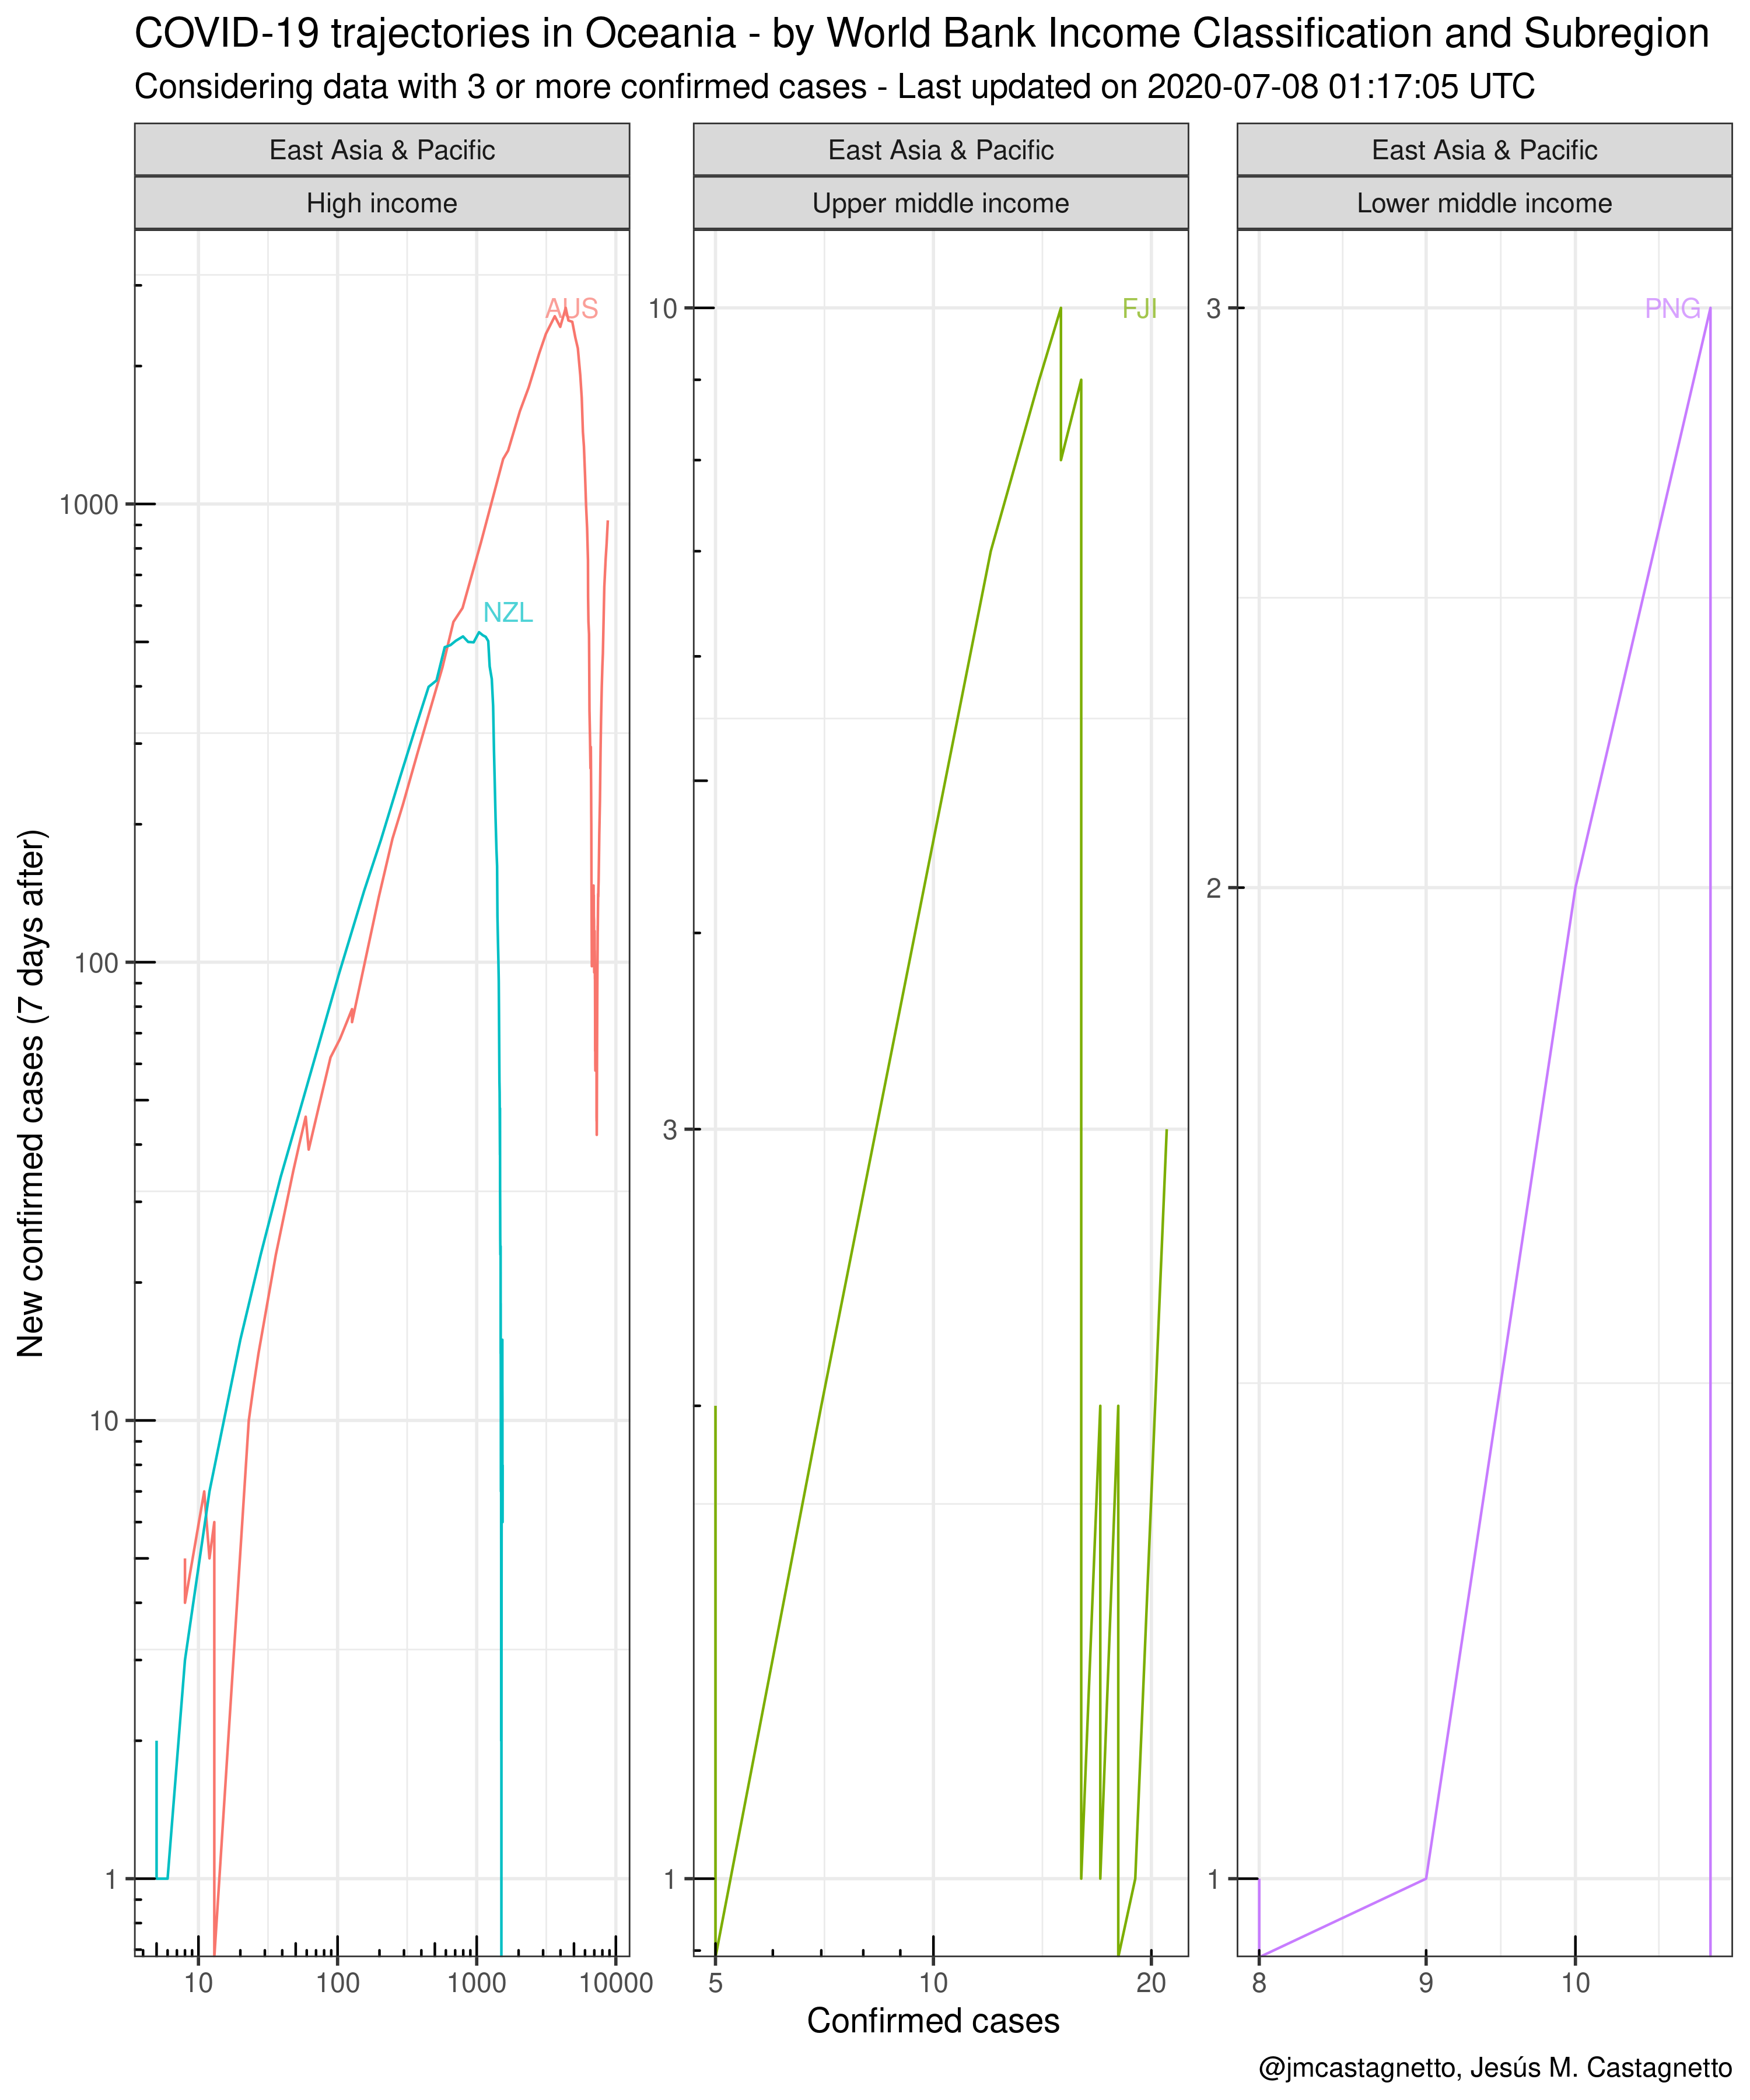 COVID-19 trajectories in Oceania - by World Bank Income Classification and Subregion
Considering data with 3 or more confirmed cases - Last updated on 2020-07-08 01:17:05 UTC
East Asia & Pacific
High income
AUS
NZL
1000
100
10
1
10
100
1000
10000
East Asia & Pacific
Upper middle income
FJI
10
3
1
5
10
20
East Asia & Pacific
Lower middle income
PNG
3
2
1
8
9
10
New confirmed cases (7 days after)
Confirmed cases
@jmcastagnetto, Jesús M. Castagnetto